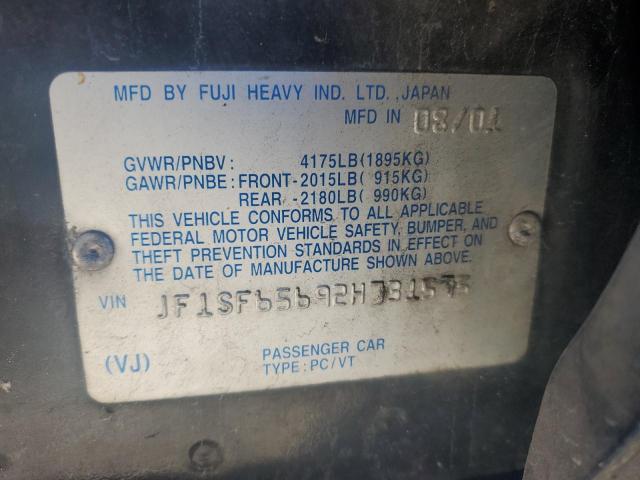 MFD BY FUJI HEAVY IND. LTD.,JAPAN
MFD IN 08/01
GVWR/PNBV: 4175LB(1895KG)
GAWR/PNBE:FRONT-2015LB( 915KG)
REAR -2180LB( 990KG)
THIS VEHICLE CONFORMS TO ALL APPLICABLE
FEDERAL MOTOR VEHICLE SAFETY, BUMPER, AND
THEFT PREVENTION STANDARDS IN EFFECT ON
THE DATE OF MANUFACTURE SHOWN ABOVE.
VIN JF1SF65692H731575
(VJ) PASSENGER CAR
TYPE:PC/VT